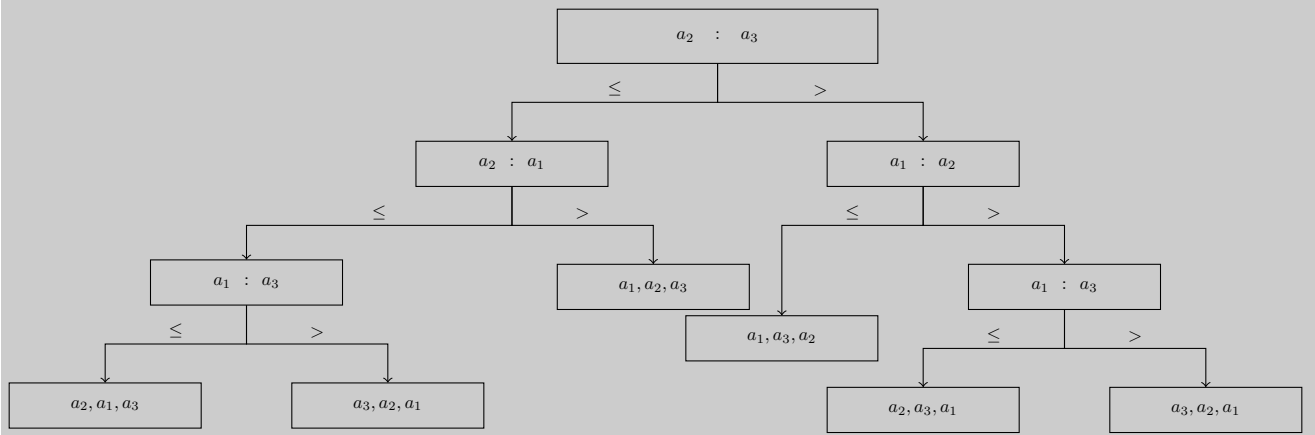 a₂ : a₃
≤ >
a₂ : a₁ a₁ : a₂
≤ > ≤ >
a₁ : a₃ a₁, a₂, a₃ a₁ : a₃
≤ > a₁, a₃, a₂ ≤ >
a₂, a₁, a₃ a₃, a₂, a₁ a₂, a₃, a₁ a₃, a₂, a₁